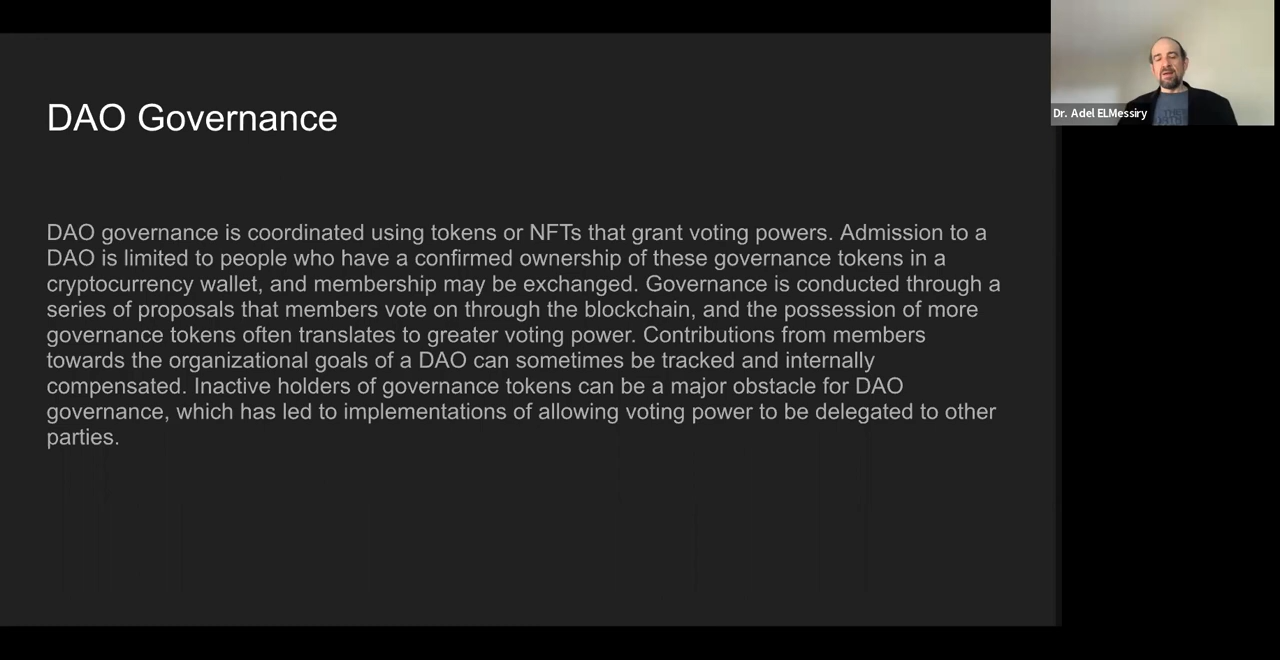 DAO Governance
Dr. Adel ELMessiry
DAO governance is coordinated using tokens or NFTs that grant voting powers. Admission to a
DAO is limited to people who have a confirmed ownership of these governance tokens in a
cryptocurrency wallet, and membership may be exchanged. Governance is conducted through a
series of proposals that members vote on through the blockchain, and the possession of more
governance tokens often translates to greater voting power. Contributions from members
towards the organizational goals of a DAO can sometimes be tracked and internally
compensated. Inactive holders of governance tokens can be a major obstacle for DAO
governance, which has led to implementations of allowing voting power to be delegated to other
parties.